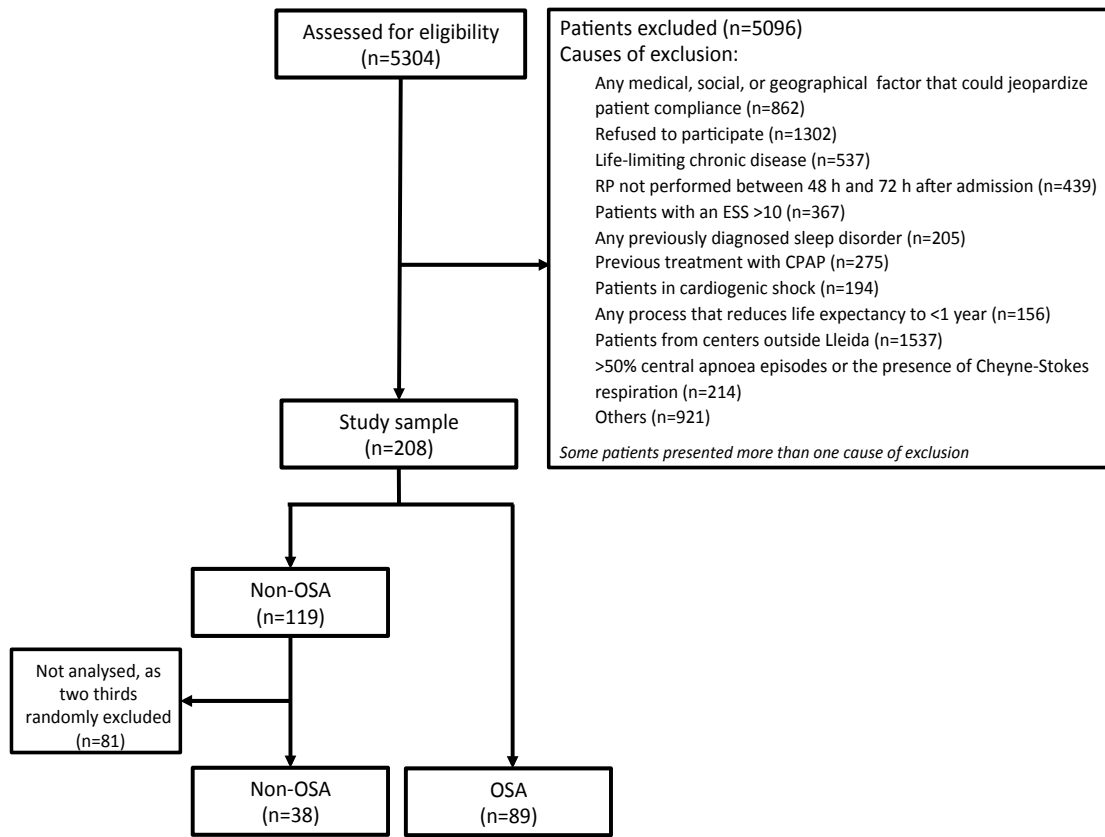 Assessed for eligibility
(n=5304)
Patients excluded (n=5096)
Causes of exclusion:
Any medical, social, or geographical factor that could jeopardize
patient compliance (n=862)
Refused to participate (n=1302)
Life-limiting chronic disease (n=537)
RP not performed between 48 h and 72 h after admission (n=439)
Patients with an ESS >10 (n=367)
Any previously diagnosed sleep disorder (n=205)
Previous treatment with CPAP (n=275)
Patients in cardiogenic shock (n=194)
Any process that reduces life expectancy to <1 year (n=156)
Patients from centers outside Lleida (n=1537)
>50% central apnoea episodes or the presence of Cheyne-Stokes
respiration (n=214)
Others (n=921)
Some patients presented more than one cause of exclusion
Study sample
(n=208)
Non-OSA
(n=119)
Not analysed, as
two thirds
randomly excluded
(n=81)
Non-OSA
(n=38)
OSA
(n=89)